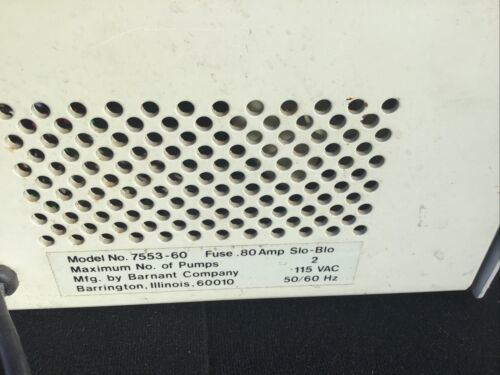 Model No. 7553-60 Fuse .80 Amp Slo-Blo
Maximum No. of Pumps 2
Mfg. by Barnant Company 115 VAC
Barrington, Illinois, 60010 50/60 Hz